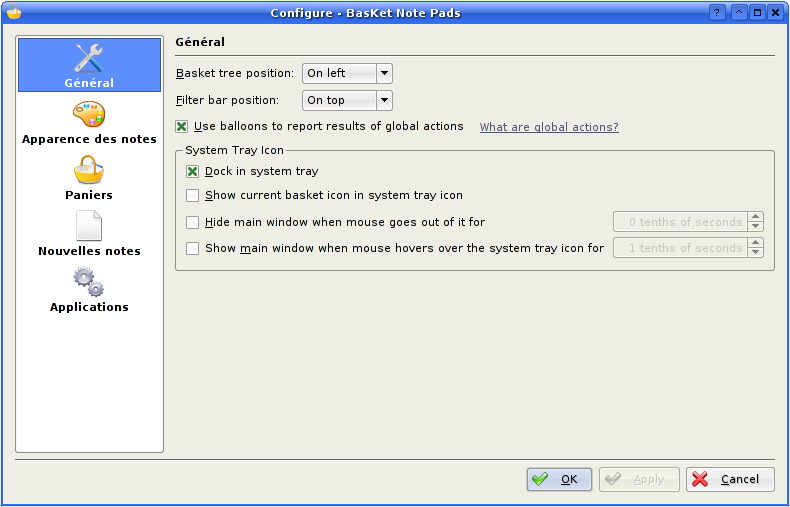 Configure - BasKet Note Pads
Général
Apparence des notes
Paniers
Nouvelles notes
Applications
Général
Basket tree position: On left
Filter bar position: On top
Use balloons to report results of global actions What are global actions?
System Tray Icon
Dock in system tray
Show current basket icon in system tray icon
Hide main window when mouse goes out of it for 0 tenths of seconds
Show main window when mouse hovers over the system tray icon for 1 tenths of seconds
OK Apply Cancel